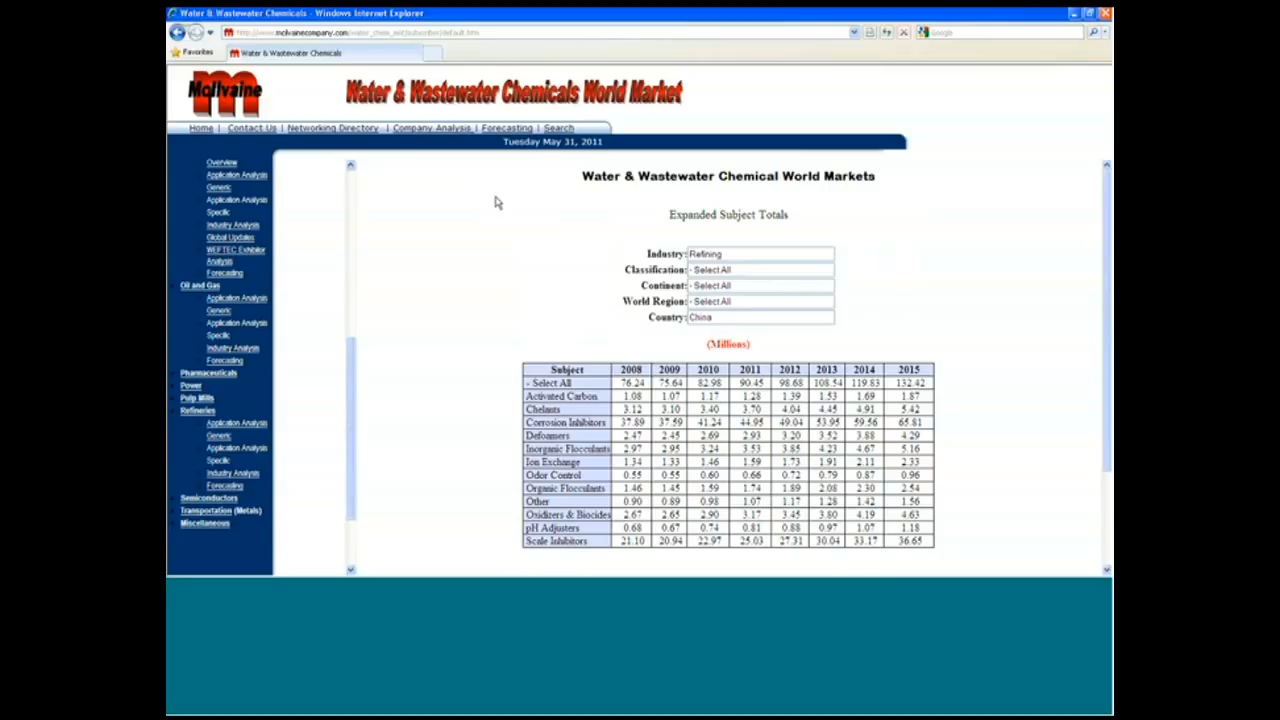 Water & Wastewater Chemicals - Windows Internet Explorer
http://www.mcilvainecompany.com/water_chem_mkt/subscriber/default.htm
Google
Favorites
Water & Wastewater Chemicals
McIlvaine
Water & Wastewater Chemicals World Market
Home | Contact Us | Networking Directory | Company Analysis | Forecasting | Search
Tuesday May 31, 2011
Overview
Application Analysis
Generic
Application Analysis
Specific
Industry Analysis
Global Updates
WEFTEC Exhibitor
Analysis
Forecasting
Oil and Gas
Application Analysis
Generic
Application Analysis
Specific
Industry Analysis
Forecasting
Pharmaceuticals
Power
Pulp Mills
Refineries
Application Analysis
Generic
Application Analysis
Specific
Industry Analysis
Forecasting
Semiconductors
Transportation (Metals)
Miscellaneous
Water & Wastewater Chemical World Markets
Expanded Subject Totals
Industry: Refining
Classification: - Select All
Continent: - Select All
World Region: - Select All
Country: China
(Millions)
Subject 2008 2009 2010 2011 2012 2013 2014 2015
- Select All 76.24 75.64 82.98 90.45 98.68 108.54 119.83 132.42
Activated Carbon 1.08 1.07 1.17 1.28 1.39 1.53 1.69 1.87
Chelants 3.12 3.10 3.40 3.70 4.04 4.45 4.91 5.42
Corrosion Inhibitors 37.89 37.59 41.24 44.95 49.04 53.95 59.56 65.81
Defoamers 2.47 2.45 2.69 2.93 3.20 3.52 3.88 4.29
Inorganic Flocculants 2.97 2.95 3.24 3.53 3.85 4.23 4.67 5.16
Ion Exchange 1.34 1.33 1.46 1.59 1.73 1.91 2.11 2.33
Odor Control 0.55 0.55 0.60 0.66 0.72 0.79 0.87 0.96
Organic Flocculants 1.46 1.45 1.59 1.74 1.89 2.08 2.30 2.54
Other 0.90 0.89 0.98 1.07 1.17 1.28 1.42 1.56
Oxidizers & Biocides 2.67 2.65 2.90 3.17 3.45 3.80 4.19 4.63
pH Adjusters 0.68 0.67 0.74 0.81 0.88 0.97 1.07 1.18
Scale Inhibitors 21.10 20.94 22.97 25.03 27.31 30.04 33.17 36.65